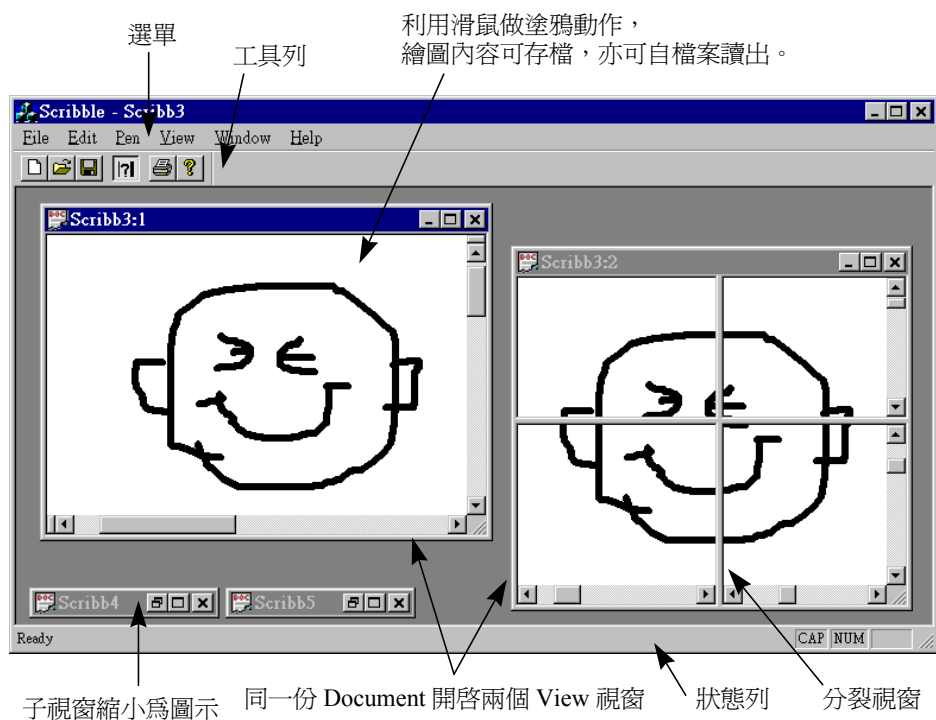 選單
工具列
利用滑鼠做塗鴉動作，
繪圖內容可存檔，亦可自檔案讀出。
Scribble - Scribb3
File Edit Pen View Window Help
Scribb3:1
Scribb3:2
Scribb4
Scribb5
Ready
CAP NUM
子視窗縮小為圖示
同一份 Document 開啓兩個 View 視窗
狀態列
分裂視窗